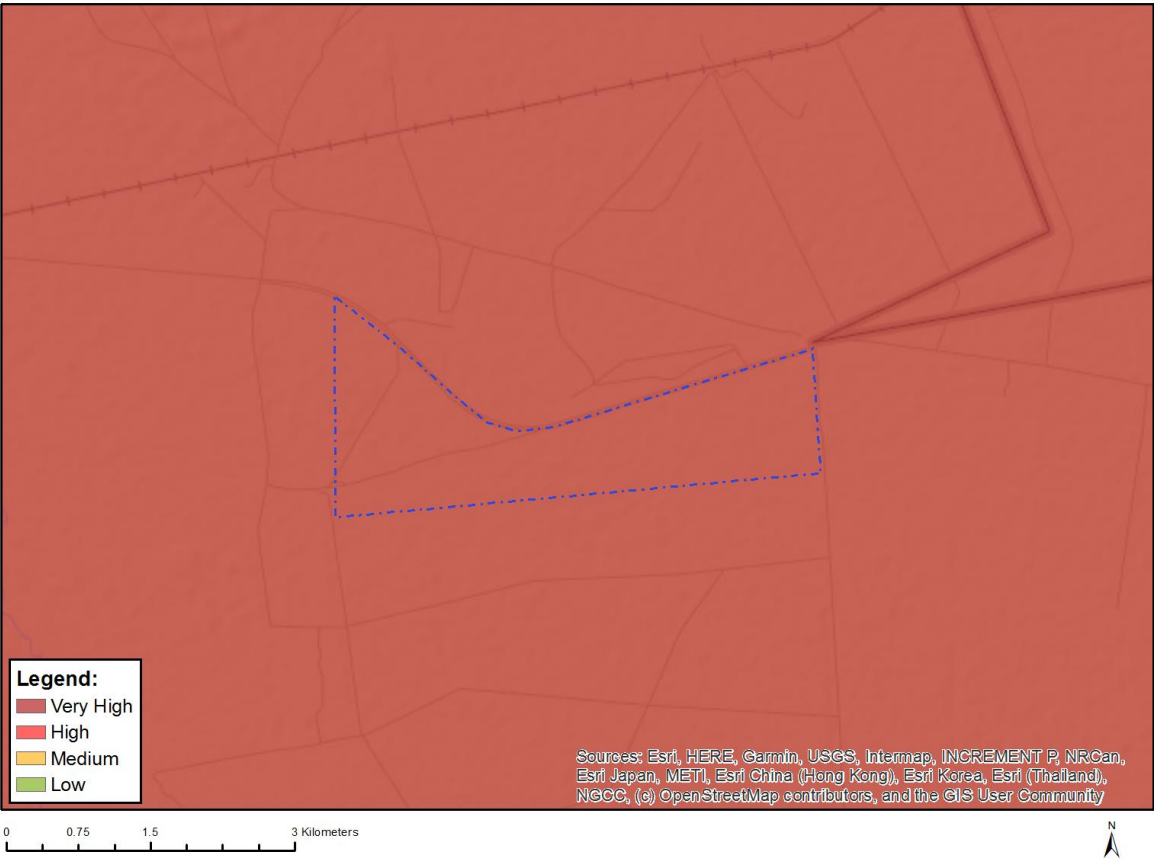 Legend:
Very High
High
Medium
Low
Sources: Esri, HERE, Garmin, USGS, Intermap, INCREMENT P, NRCan,
Esri Japan, METI, Esri China (Hong Kong), Esri Korea, Esri (Thailand),
NGCC, (c) OpenStreetMap contributors, and the GIS User Community
0 0.75 1.5 3 Kilometers
N